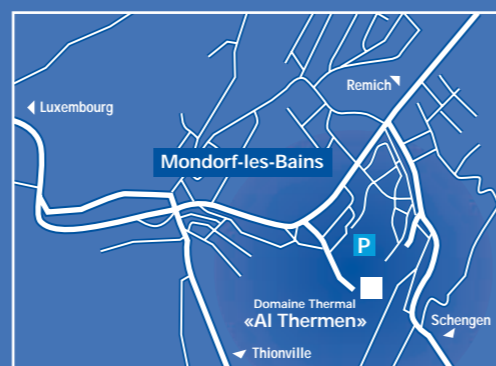 Remich
Luxembourg
Mondorf-les-Bains
P
Domaine Thermal
«Al Thermen»
Schengen
Thionville